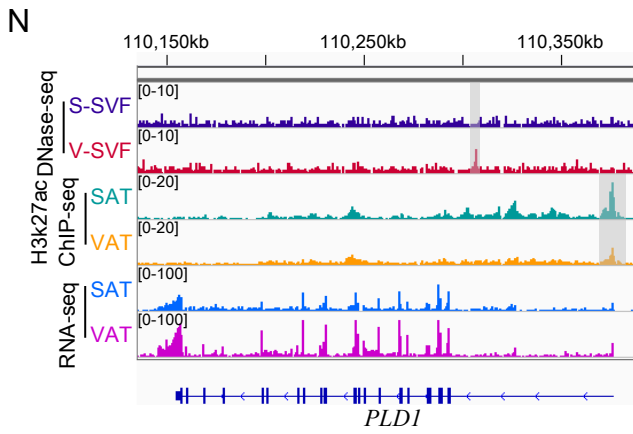 N
110,150kb 110,250kb 110,350kb
DNase-seq
S-SVF [0-10]
V-SVF [0-10]
H3k27ac
ChIP-seq
SAT [0-20]
VAT [0-20]
RNA-seq
SAT [0-100]
VAT [0-100]
PLD1